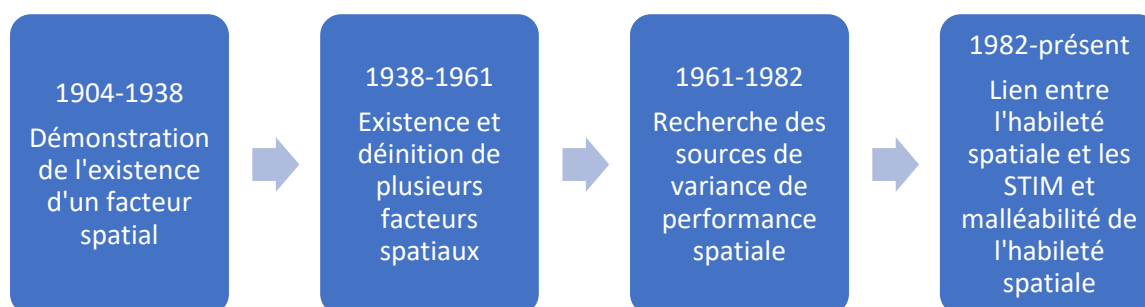 1904-1938
Démonstration
de l'existence
d'un facteur
spatial
1938-1961
Existence et
déinition de
plusieurs
facteurs
spatiaux
1961-1982
Recherche des
sources de
variance de
performance
spatiale
1982-présent
Lien entre
l'habileté
spatiale et les
STIM et
malléabilité de
l'habileté
spatiale